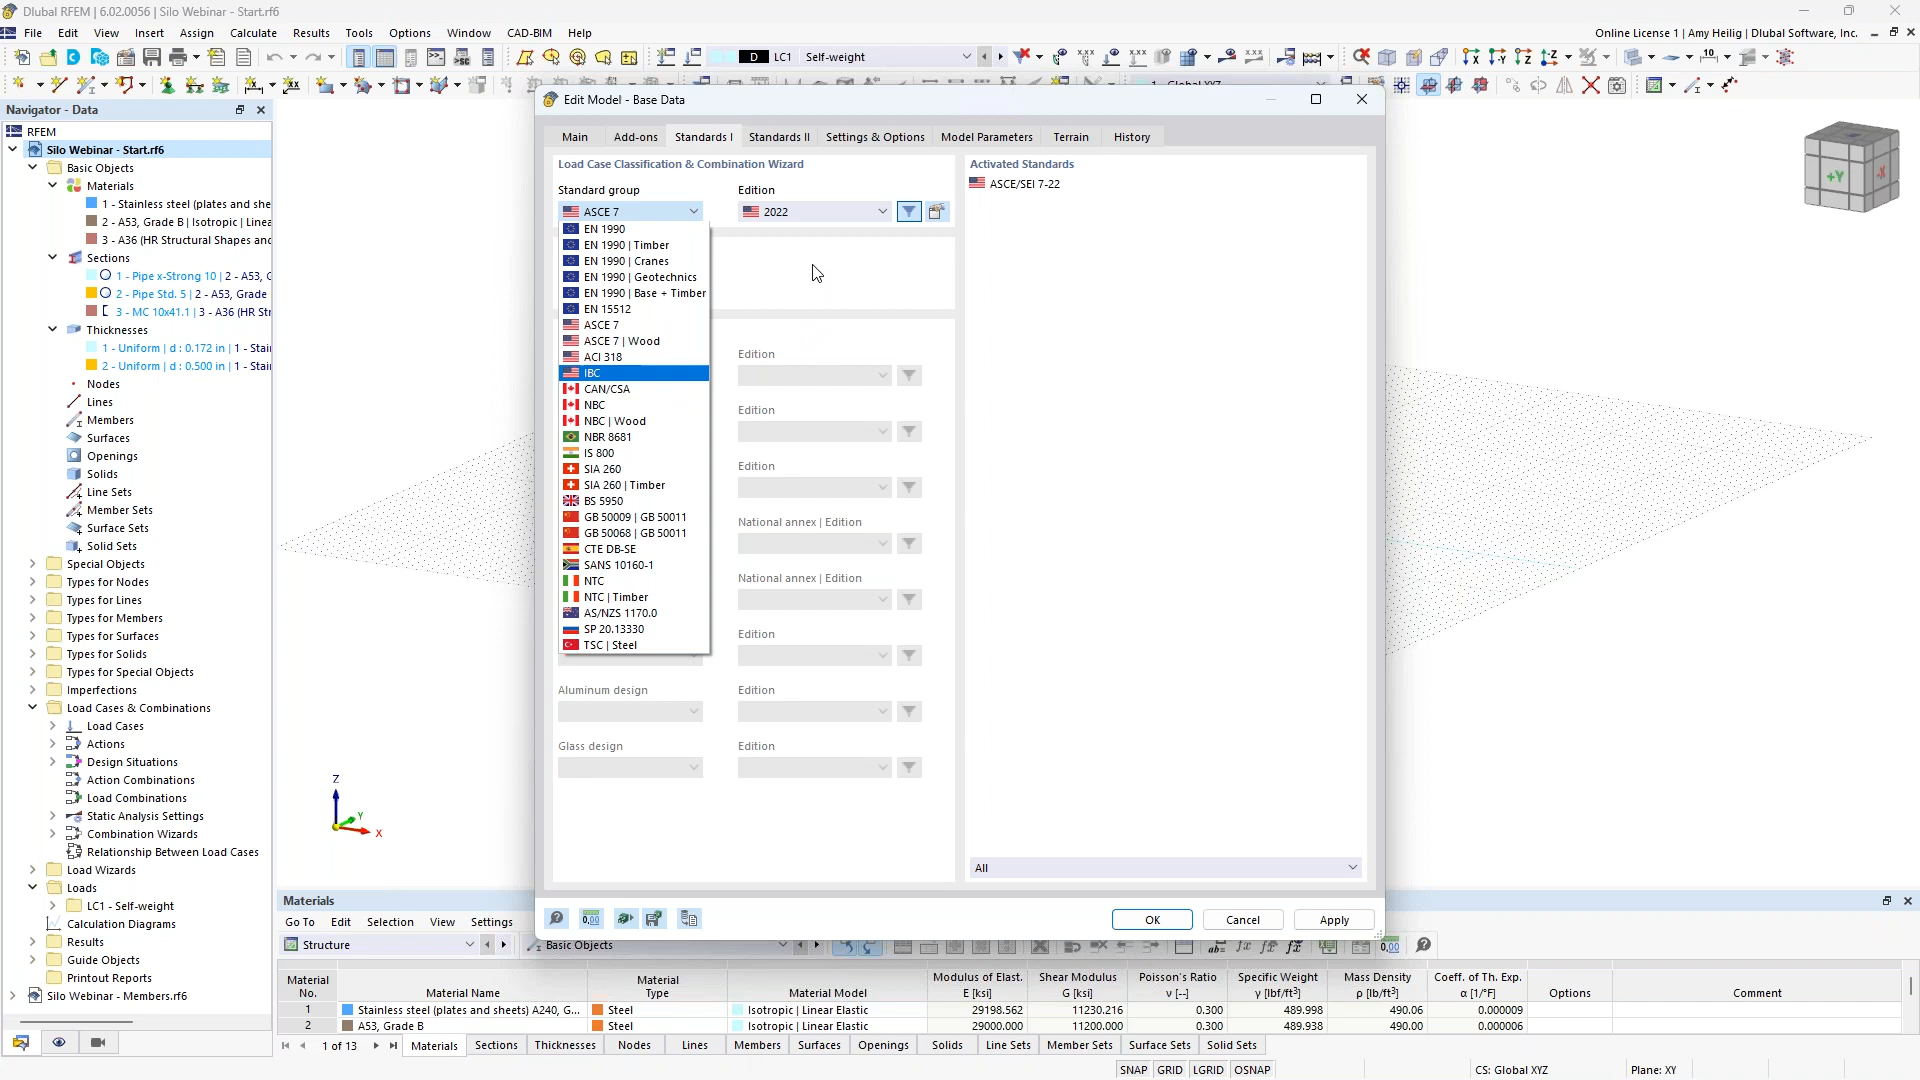 Dlubal RFEM | 6.02.0056 | Silo Webinar - Start.rf6
File Edit View Insert Assign Calculate Results Tools Options Window CAD-BIM Help
Online License 1 | Amy Heilig | Dlubal Software, Inc.
D LC1 Self-weight
Navigator - Data
RFEM
Silo Webinar - Start.rf6
Basic Objects
Materials
1 - Stainless steel (plates and she
2 - A53, Grade B | Isotropic | Linea
3 - A36 (HR Structural Shapes and
Sections
1 - Pipe x-Strong 10 | 2 - A53, G
2 - Pipe Std. 5 | 2 - A53, Grade
3 - MC 10x41.1 | 3 - A36 (HR Str
Thicknesses
1 - Uniform | d : 0.172 in | 1 - Stai
2 - Uniform | d : 0.500 in | 1 - Stai
Nodes
Lines
Members
Surfaces
Openings
Solids
Line Sets
Member Sets
Surface Sets
Solid Sets
Special Objects
Types for Nodes
Types for Lines
Types for Members
Types for Surfaces
Types for Solids
Types for Special Objects
Imperfections
Load Cases & Combinations
Load Cases
Actions
Design Situations
Action Combinations
Load Combinations
Static Analysis Settings
Combination Wizards
Relationship Between Load Cases
Load Wizards
Loads
LC1 - Self-weight
Calculation Diagrams
Results
Guide Objects
Printout Reports
Silo Webinar - Members.rf6
Edit Model - Base Data
Main Add-ons Standards I Standards II Settings & Options Model Parameters Terrain History
Load Case Classification & Combination Wizard
Standard group Edition
ASCE 7 2022
EN 1990
EN 1990 | Timber
EN 1990 | Cranes
EN 1990 | Geotechnics
EN 1990 | Base + Timber
EN 15512
ASCE 7
ASCE 7 | Wood
ACI 318
IBC
CAN/CSA
NBC
NBC | Wood
NBR 8681
IS 800
SIA 260
SIA 260 | Timber
BS 5950
GB 50009 | GB 50011
GB 50068 | GB 50011
CTE DB-SE
SANS 10160-1
NTC
NTC | Timber
AS/NZS 1170.0
SP 20.13330
TSC | Steel
Edition
Edition
Edition
National annex | Edition
National annex | Edition
Edition
Aluminum design Edition
Glass design Edition
Activated Standards
ASCE/SEI 7-22
All
OK Cancel Apply
+Y -X
Z
Y
X
Materials
Go To Edit Selection View Settings
Structure Basic Objects
Material No. Material Name Material Type Material Model Modulus of Elast. E [ksi] Shear Modulus G [ksi] Poisson's Ratio ν [--] Specific Weight γ [lbf/ft³] Mass Density ρ [lb/ft³] Coeff. of Th. Exp. α [1/°F] Options Comment
1 Stainless steel (plates and sheets) A240, G... Steel Isotropic | Linear Elastic 29198.562 11230.216 0.300 489.998 490.06 0.000009
2 A53, Grade B Steel Isotropic | Linear Elastic 29000.000 11200.000 0.300 489.938 490.00 0.000006
1 of 13 Materials Sections Thicknesses Nodes Lines Members Surfaces Openings Solids Line Sets Member Sets Surface Sets Solid Sets
SNAP GRID LGRID OSNAP CS: Global XYZ Plane: XY